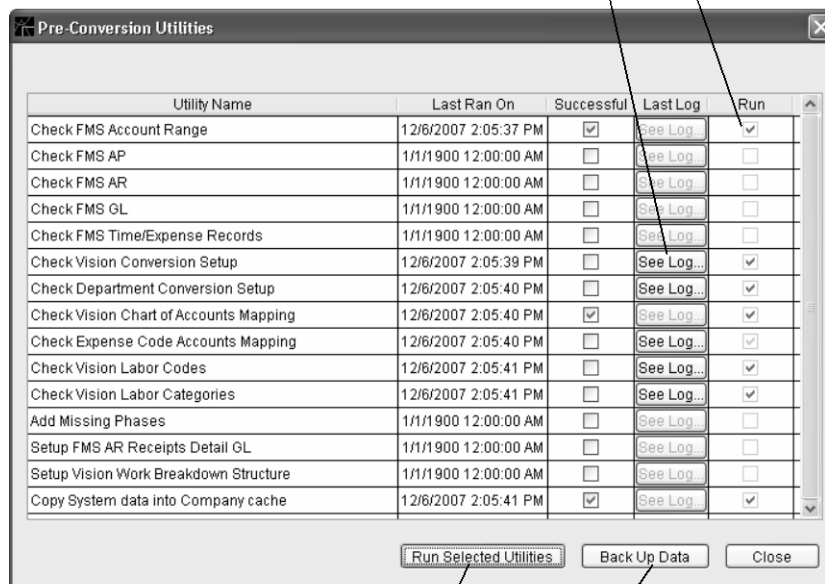 Pre-Conversion Utilities
Utility Name Last Ran On Successful Last Log Run
Check FMS Account Range 12/6/2007 2:05:37 PM See Log...
Check FMS AP 1/1/1900 12:00:00 AM See Log...
Check FMS AR 1/1/1900 12:00:00 AM See Log...
Check FMS GL 1/1/1900 12:00:00 AM See Log...
Check FMS Time/Expense Records 1/1/1900 12:00:00 AM See Log...
Check Vision Conversion Setup 12/6/2007 2:05:39 PM See Log...
Check Department Conversion Setup 12/6/2007 2:05:40 PM See Log...
Check Vision Chart of Accounts Mapping 12/6/2007 2:05:40 PM See Log...
Check Expense Code Accounts Mapping 12/6/2007 2:05:40 PM See Log...
Check Vision Labor Codes 12/6/2007 2:05:41 PM See Log...
Check Vision Labor Categories 12/6/2007 2:05:41 PM See Log...
Add Missing Phases 1/1/1900 12:00:00 AM See Log...
Setup FMS AR Receipts Detail GL 1/1/1900 12:00:00 AM See Log...
Setup Vision Work Breakdown Structure 1/1/1900 12:00:00 AM See Log...
Copy System data into Company cache 12/6/2007 2:05:41 PM See Log...
Run Selected Utilities Back Up Data Close